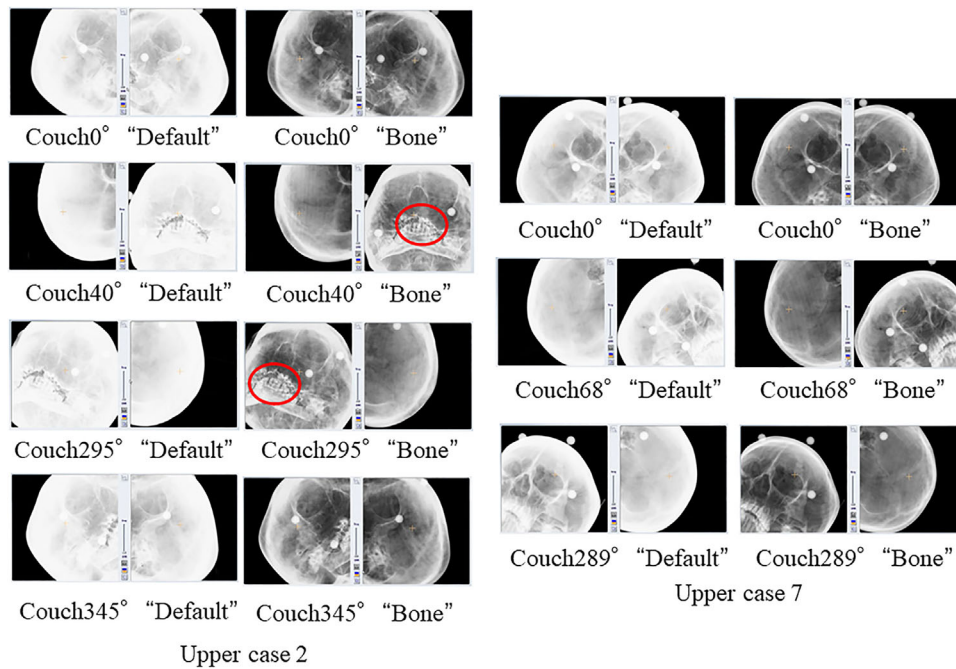 Couch0° “Default” Couch0° “Bone”
Couch40° “Default” Couch40° “Bone”
Couch295° “Default” Couch295° “Bone”
Couch345° “Default” Couch345° “Bone”
Upper case 2
Couch0° “Default” Couch0° “Bone”
Couch68° “Default” Couch68° “Bone”
Couch289° “Default” Couch289° “Bone”
Upper case 7